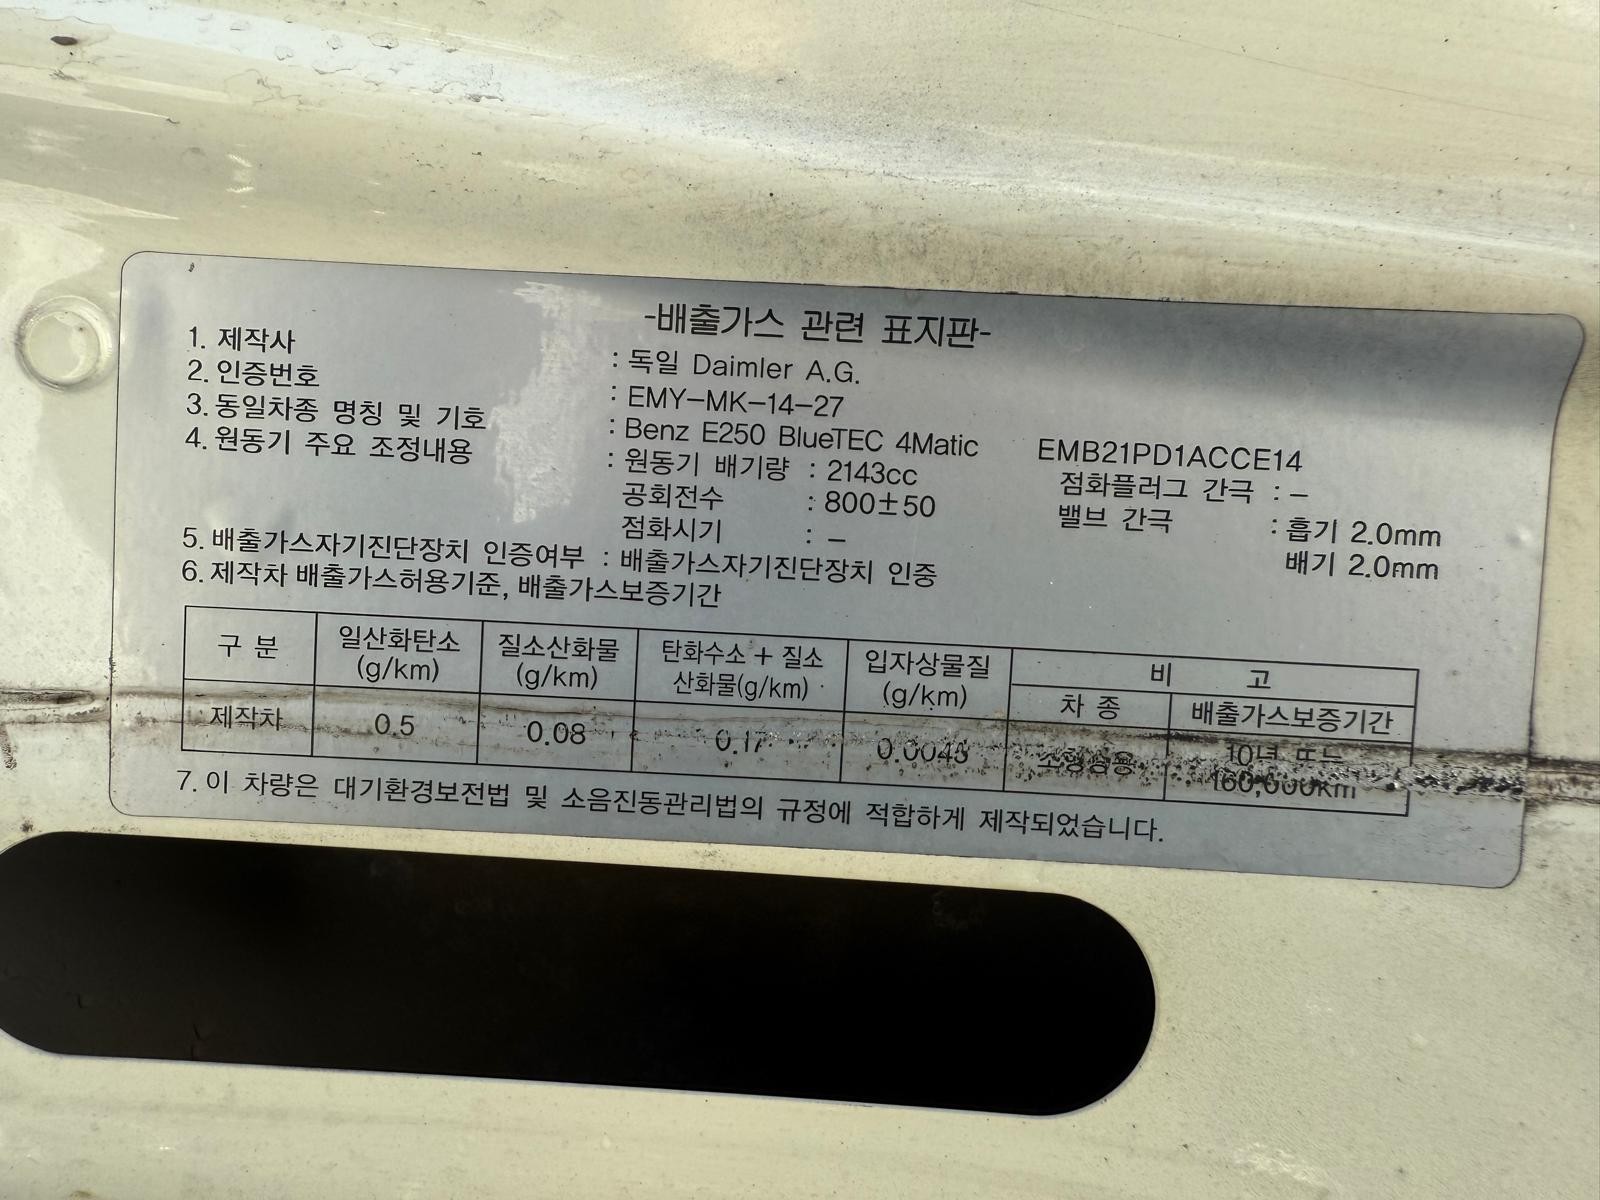 -배출가스 관련 표지판-
1. 제작사 : 독일 Daimler A.G.
2. 인증번호 : EMY-MK-14-27
3. 동일차종 명칭 및 기호 : Benz E250 BlueTEC 4Matic EMB21PD1ACCE14
4. 원동기 주요 조정내용 : 원동기 배기량 : 2143cc 점화플러그 간극 : -
공회전수 : 800±50 밸브 간극 : 흡기 2.0mm
점화시기 : - 배기 2.0mm
5. 배출가스자기진단장치 인증여부 : 배출가스자기진단장치 인증
6. 제작차 배출가스허용기준, 배출가스보증기간
구 분 일산화탄소 (g/km) 질소산화물 (g/km) 탄화수소 + 질소 산화물(g/km) 입자상물질 (g/km) 비 고
차 종 배출가스보증기간
제작차 0.5 0.08 0.17 10년 또는
160,000km
7. 이 차량은 대기환경보전법 및 소음진동관리법의 규정에 적합하게 제작되었습니다.